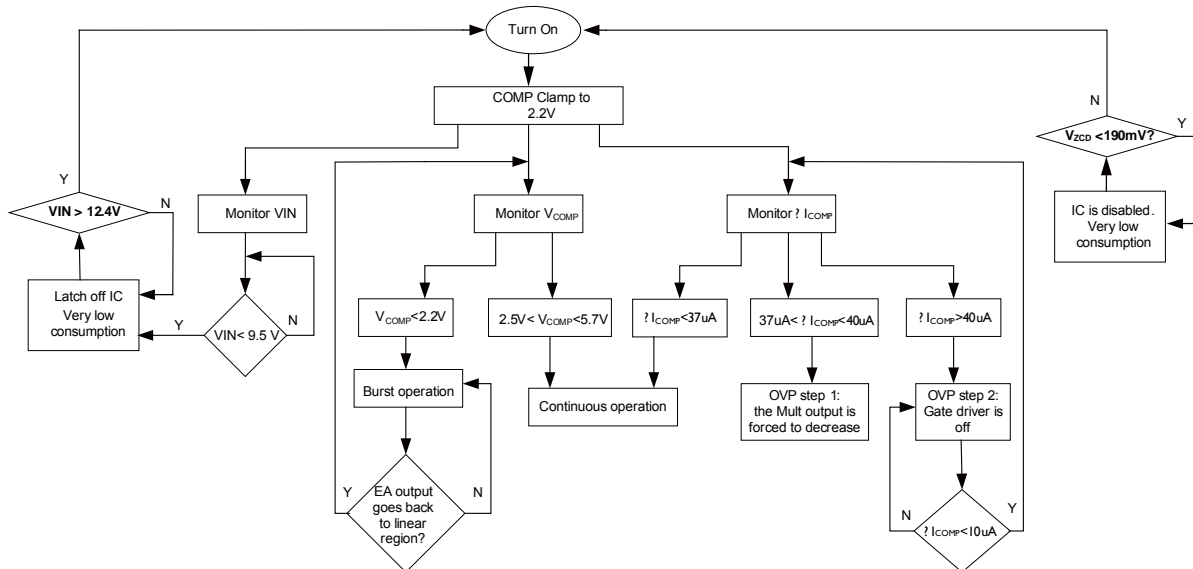 Turn On
COMP Clamp to
2.2V
N
Y
VZCD <190mV?
IC is disabled.
Very low
consumption
Y
VIN > 12.4V
N
Latch off IC
Very low
consumption
Monitor VIN
VIN< 9.5 V
Y
N
Monitor VCOMP
VCOMP<2.2V
2.5V< VCOMP<5.7V
Burst operation
Continuous operation
EA output
goes back
to linear
region?
Y
N
Monitor ? ICOMP
? ICOMP<37uA
37uA< ? ICOMP<40uA
? ICOMP>40uA
OVP step 1:
the Mult output is
forced to decrease
OVP step 2:
Gate driver is
off
? ICOMP<10uA
N
Y